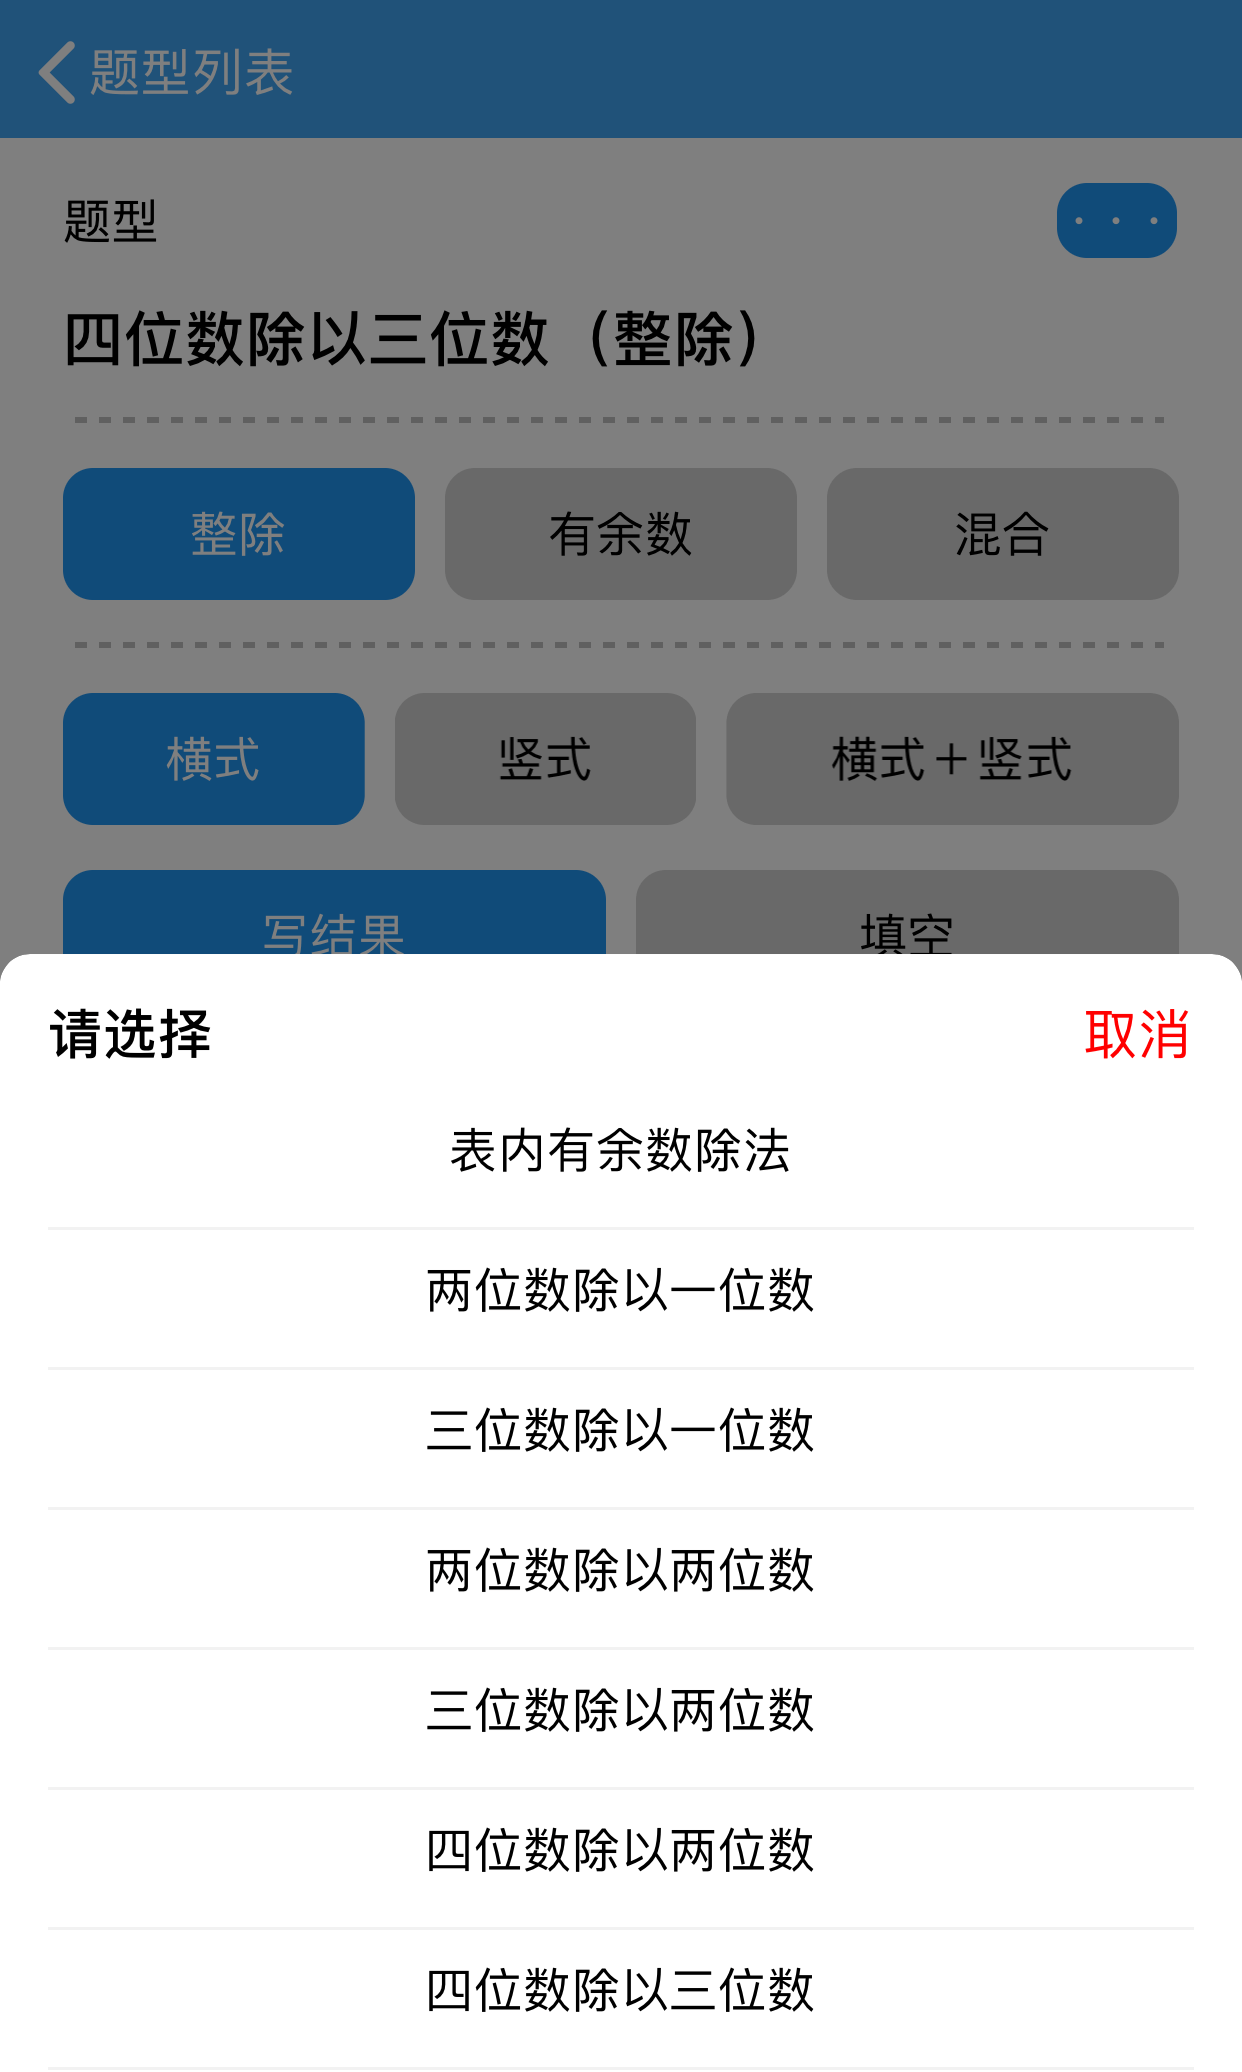 题型列表
题型
四位数除以三位数（整除）
整除 有余数 混合
横式 竖式 横式＋竖式
写结果 填空
请选择 取消
表内有余数除法
两位数除以一位数
三位数除以一位数
两位数除以两位数
三位数除以两位数
四位数除以两位数
四位数除以三位数